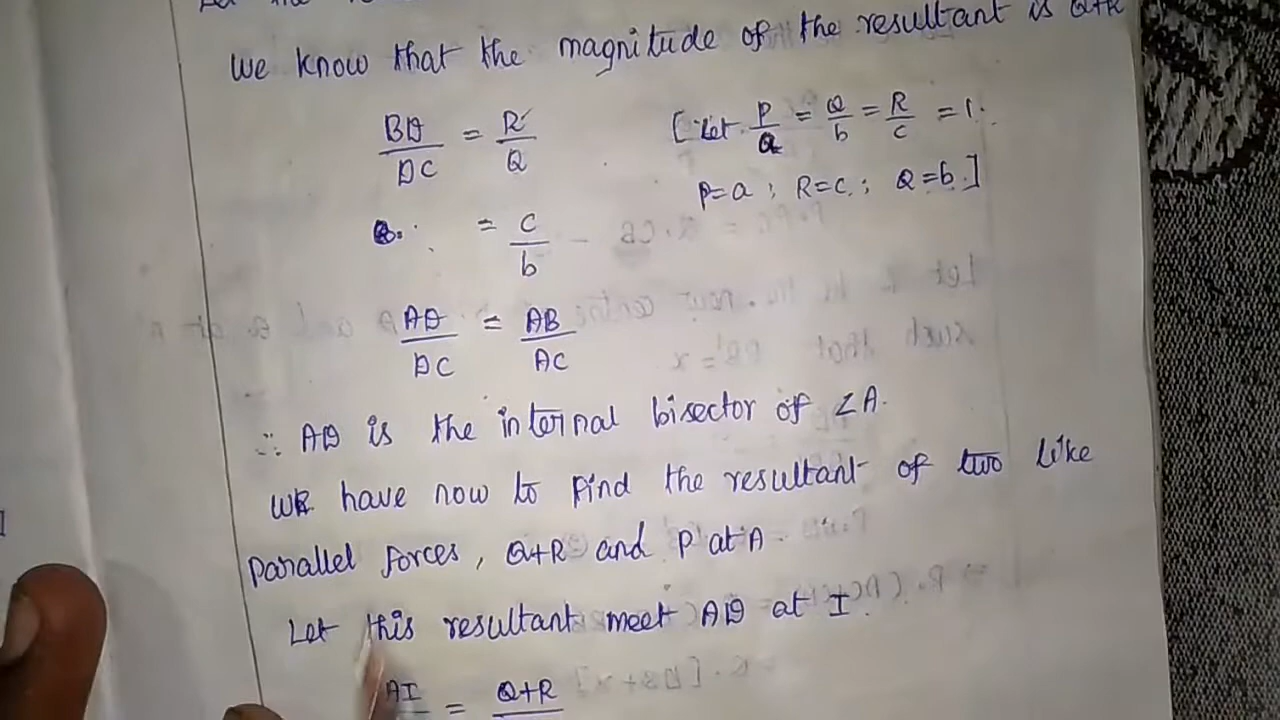 we know that the magnitude of the resultant is Q+R
BD/DC = R/Q [Let P/a = Q/b = R/c = 1.
P=a ; R=c ; Q=b.]
= c/b
AD/DC = AB/AC
∴ AD is the internal bisector of ∠A.
we have now to find the resultant of two like
parallel forces, Q+R and P at A.
Let this resultant meet AD at I.
AI = Q+R